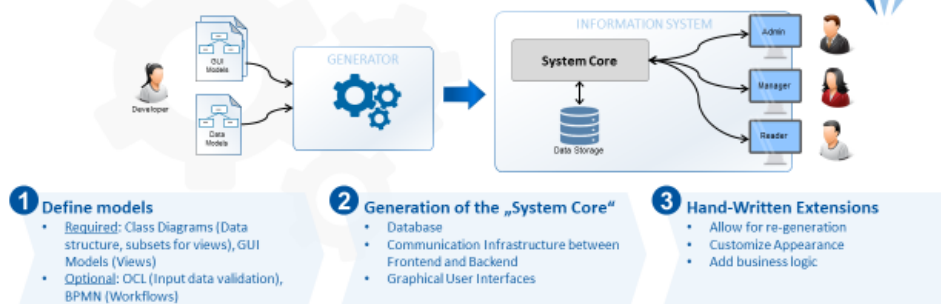 INFORMATION SYSTEM
GENERATOR
GUI
Models
Developer
Data
Models
System Core
Data Storage
Admin
Manager
Reader
1 Define models
• Required: Class Diagrams (Data
structure, subsets for views), GUI
Models (Views)
• Optional: OCL (Input data validation),
BPMN (Workflows)
2 Generation of the „System Core“
• Database
• Communication Infrastructure between
Frontend and Backend
• Graphical User Interfaces
3 Hand-Written Extensions
• Allow for re-generation
• Customize Appearance
• Add business logic